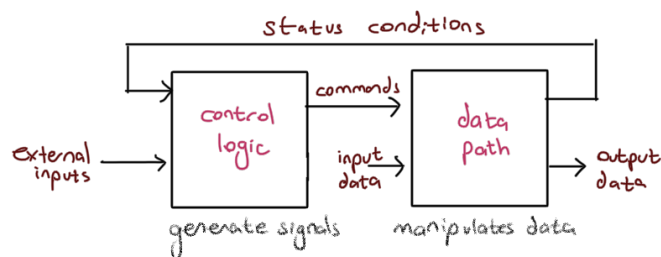 status conditions
control
logic
commands
data
path
external
inputs
input
data
output
data
generate signals
manipulates data